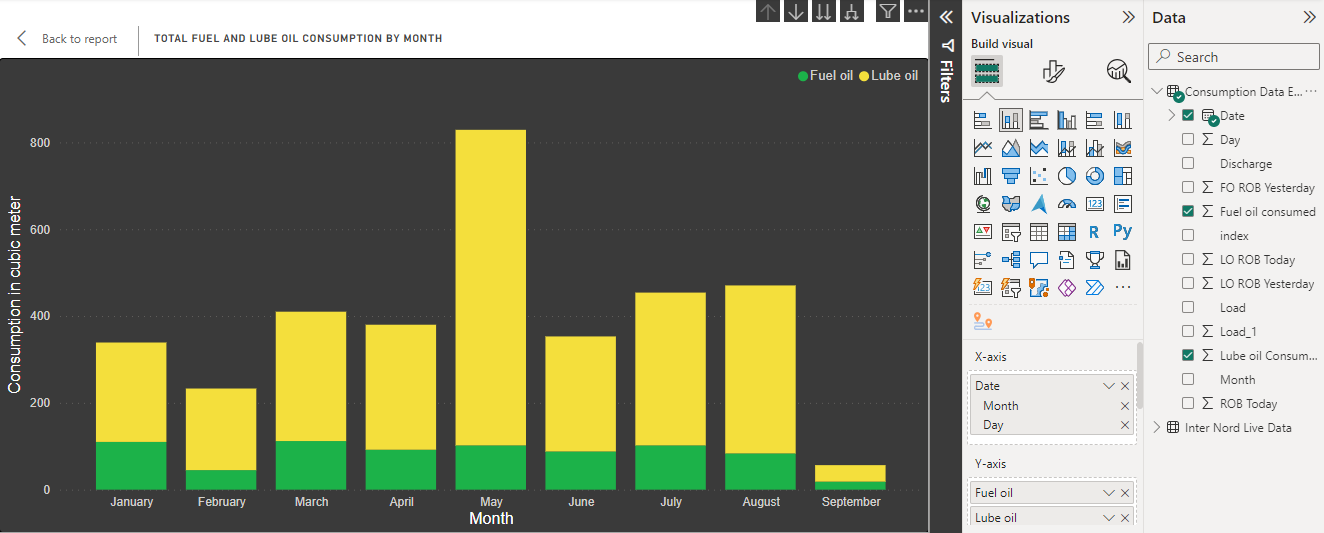 Back to report
TOTAL FUEL AND LUBE OIL CONSUMPTION BY MONTH
Fuel oil
Lube oil
Consumption in cubic meter
800
600
400
200
0
January
February
March
April
May
June
July
August
September
Month
Filters
Visualizations
Build visual
123
R
Py
123
X-axis
Date
Month
Day
Y-axis
Fuel oil
Lube oil
Data
Search
Consumption Data E...
Date
Day
Discharge
FO ROB Yesterday
Fuel oil consumed
index
LO ROB Today
LO ROB Yesterday
Load
Load_1
Lube oil Consum...
Month
ROB Today
Inter Nord Live Data